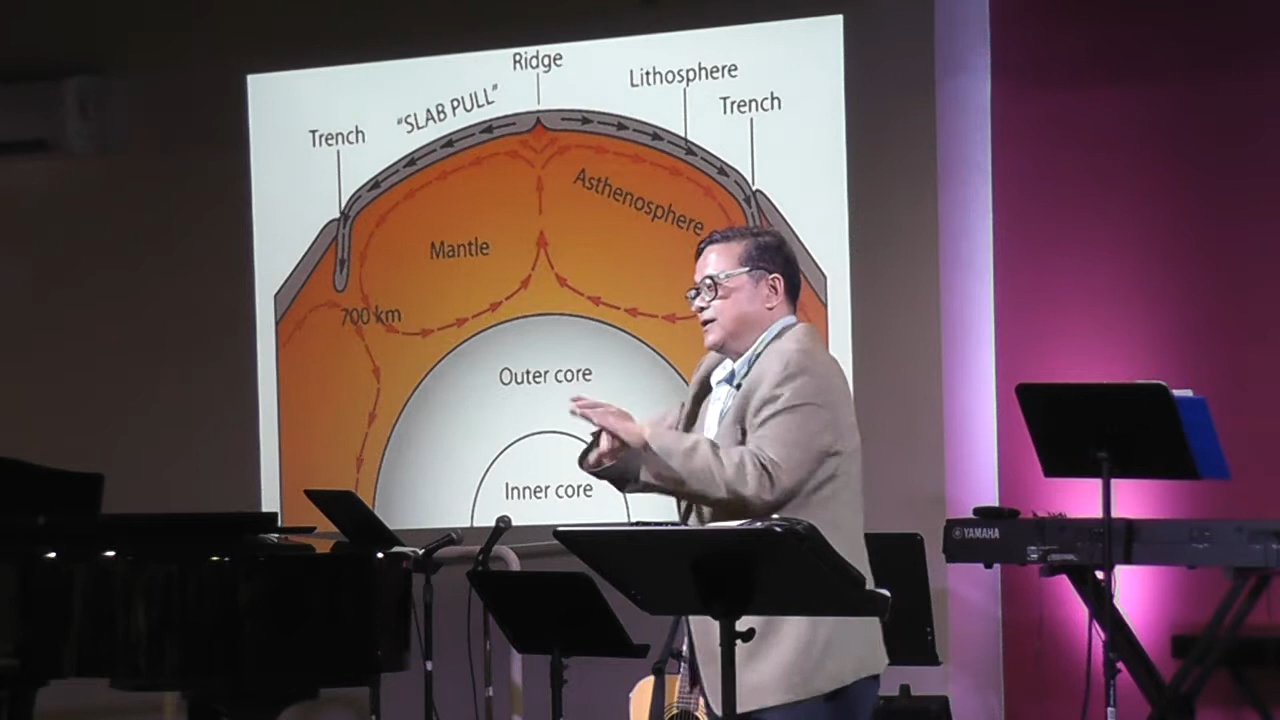 Ridge
Lithosphere
Trench
"SLAB PULL"
Trench
Asthenosphere
Mantle
700 km
Outer core
Inner core
YAMAHA